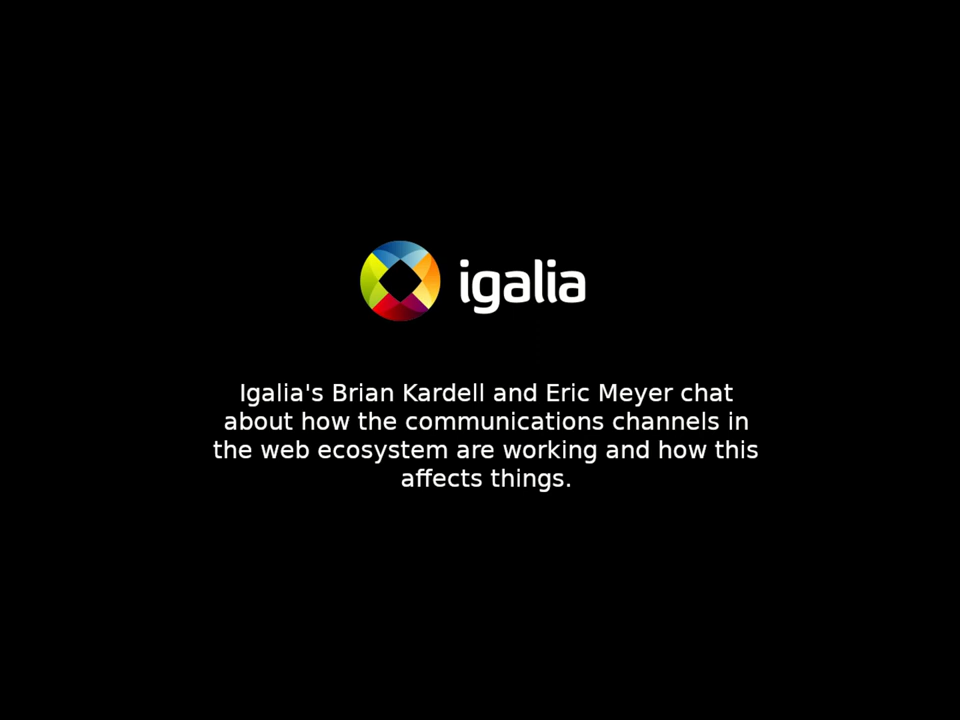 igalia
Igalia's Brian Kardell and Eric Meyer chat
about how the communications channels in
the web ecosystem are working and how this
affects things.